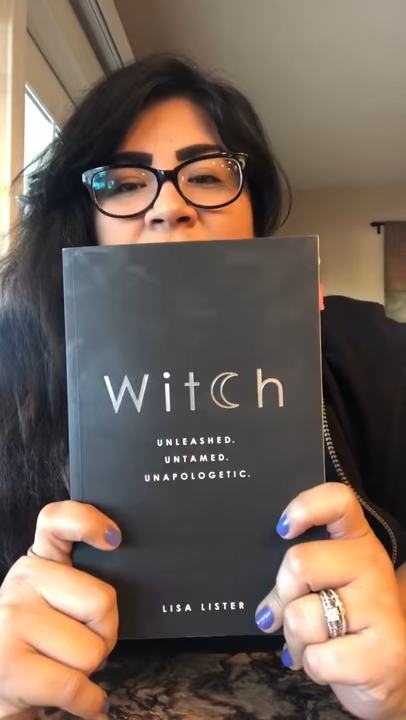 Witch
UNLEASHED.
UNTAMED.
UNAPOLOGETIC.
LISA LISTER